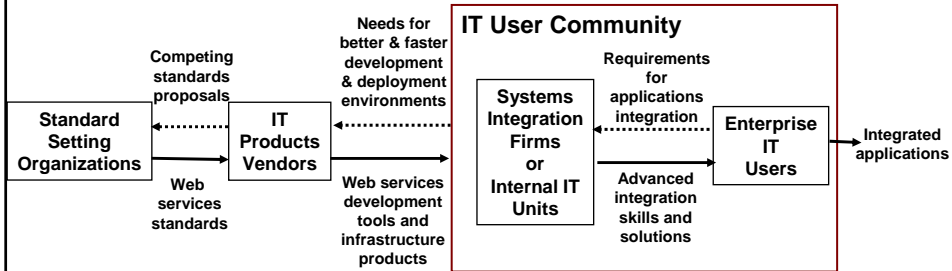 IT User Community
Competing
standards
proposals
Needs for
better & faster
development
& deployment
environments
Requirements
for
applications
integration
Standard
Setting
Organizations
IT
Products
Vendors
Systems
Integration
Firms
or
Internal IT
Units
Enterprise
IT
Users
Integrated
applications
Web
services
standards
Web services
development
tools and
infrastructure
products
Advanced
integration
skills and
solutions